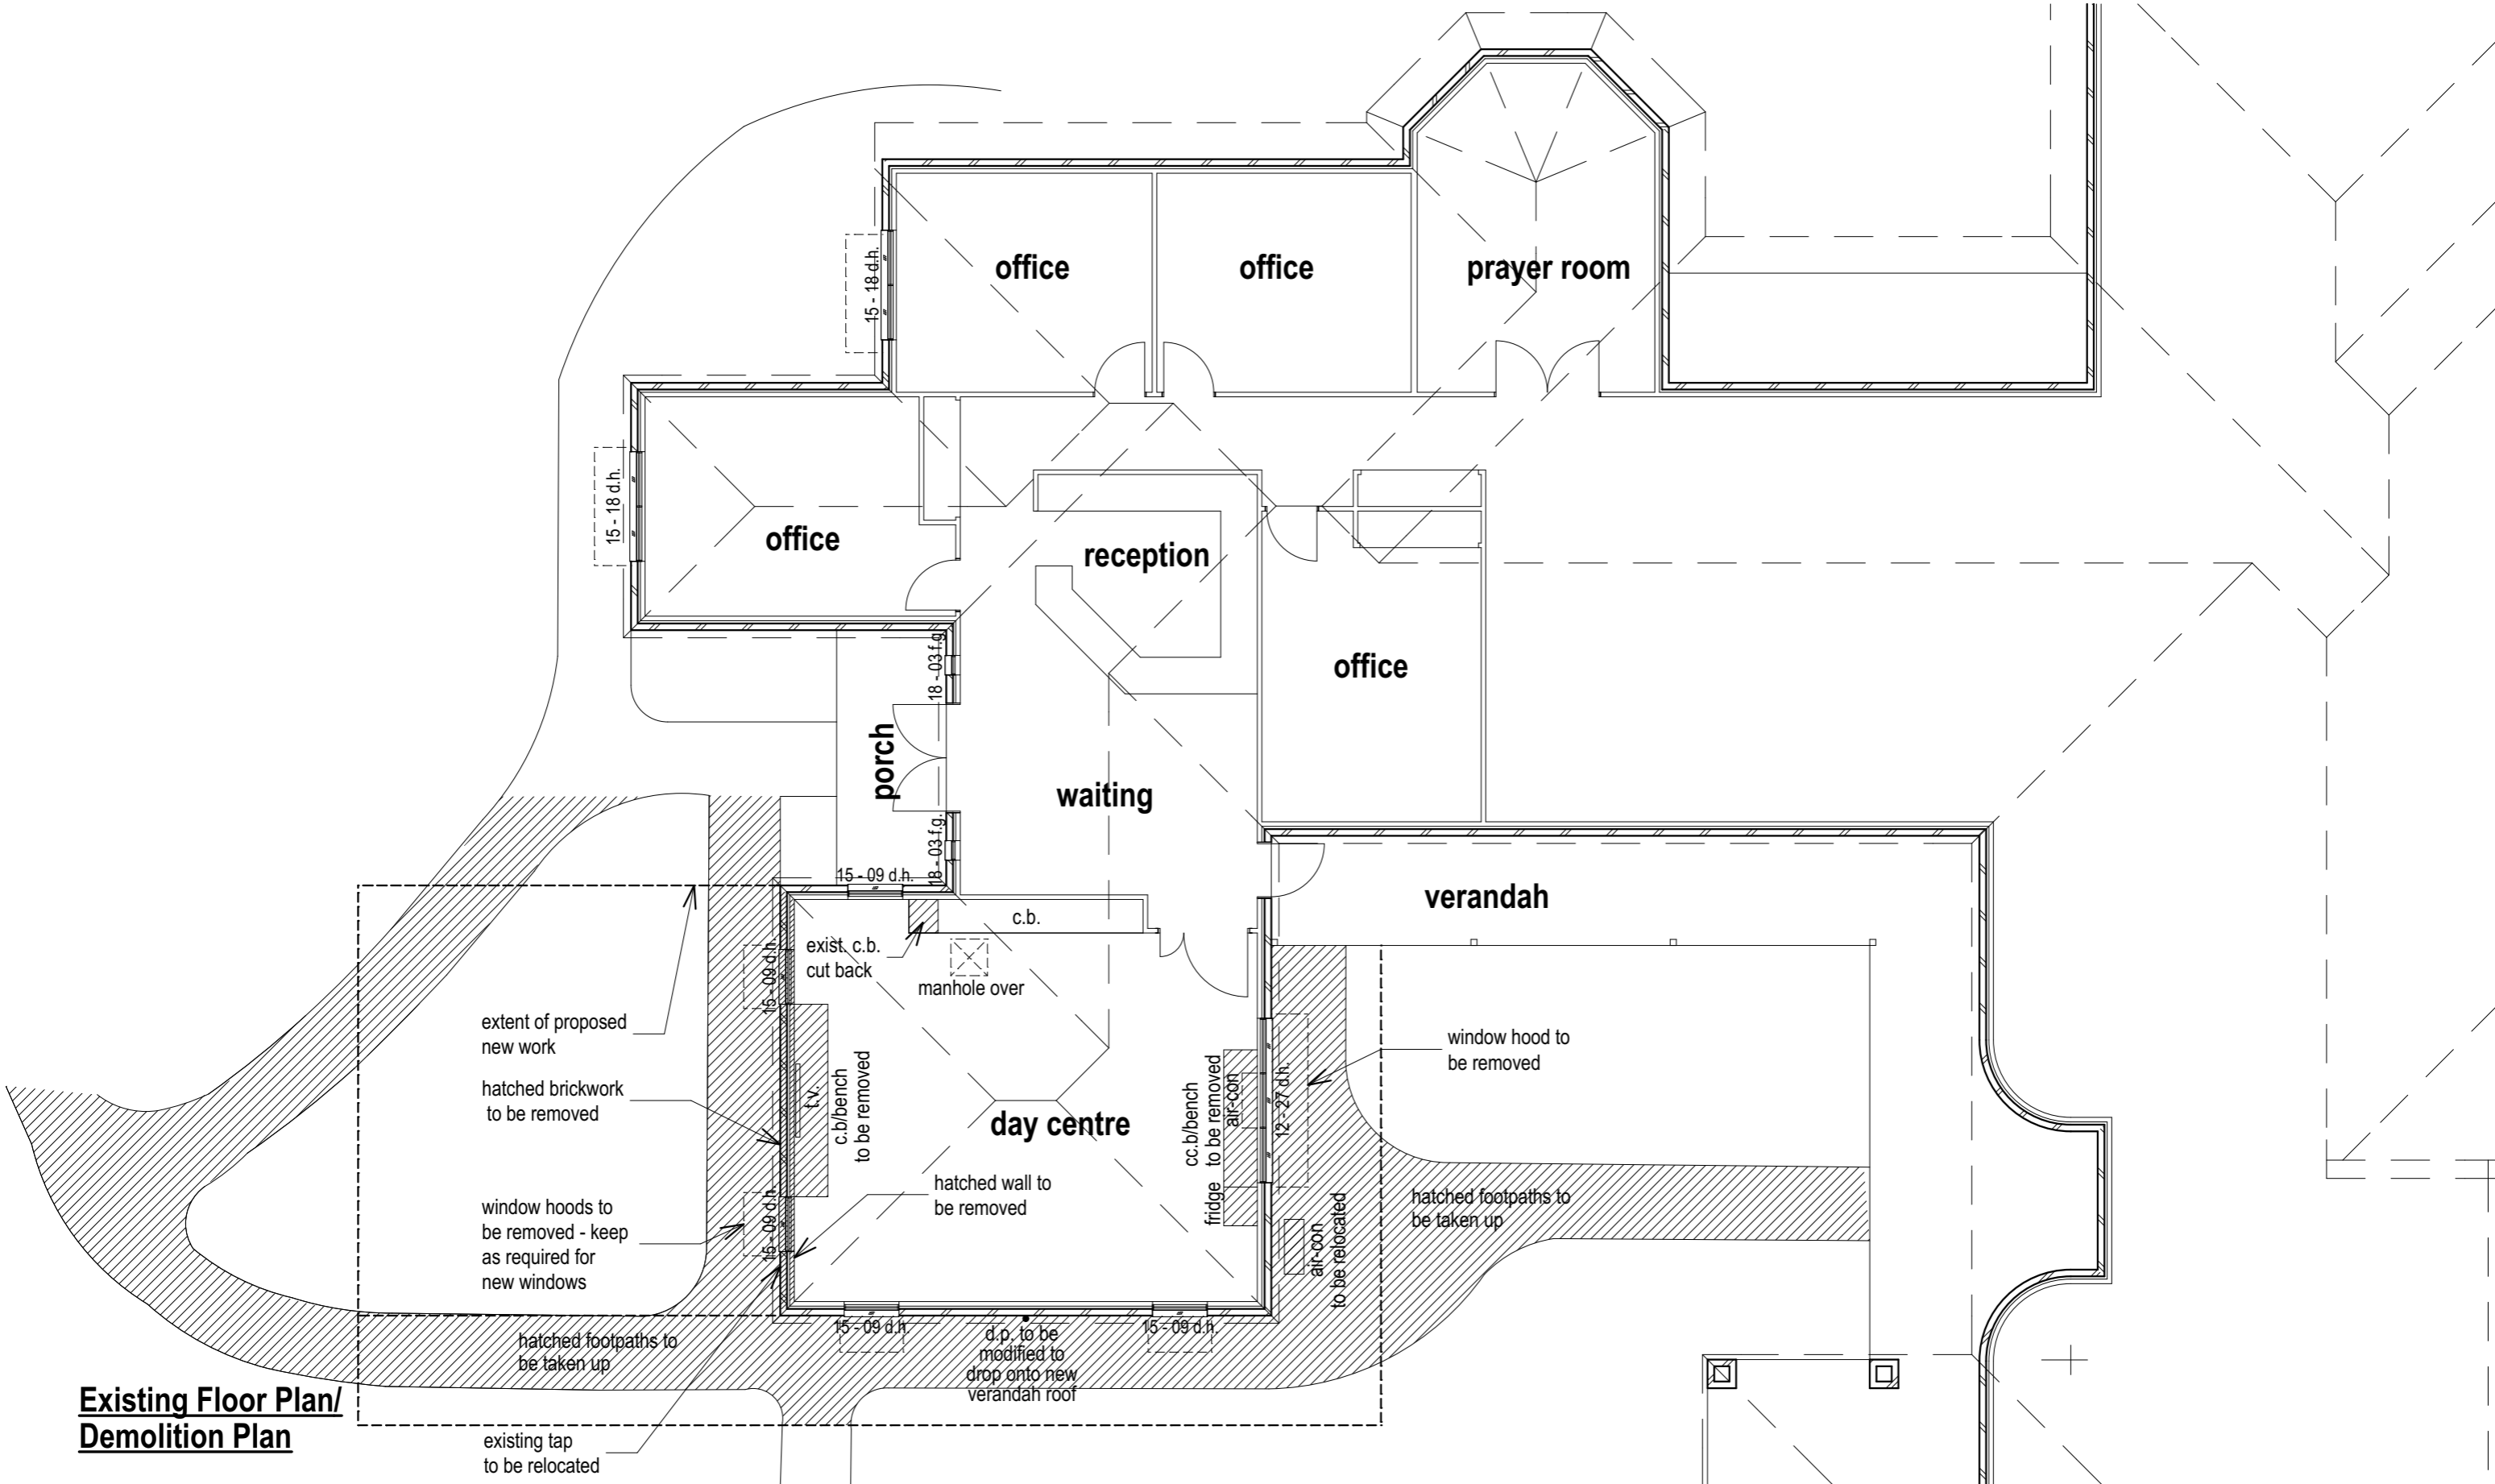 office
office
prayer room
15 - 18 d.h.
15 - 18 d.h.
office
reception
office
18 - 03 f.g.
porch
waiting
18 - 03 f.g.
15 - 09 d.h.
verandah
c.b.
exist. c.b.
cut back
manhole over
15 - 09 d.h.
extent of proposed
new work
hatched brickwork
to be removed
t.v.
c.b/bench
to be removed
day centre
cc.b/bench
to be removed
air-con
fridge
12 - 27 d.h.
window hood to
be removed
hatched wall to
be removed
window hoods to
be removed - keep
as required for
new windows
15 - 09 d.h.
air-con
to be relocated
hatched footpaths to
be taken up
15 - 09 d.h.
15 - 09 d.h.
d.p. to be
modified to
drop onto new
verandah roof
hatched footpaths to
be taken up
Existing Floor Plan/
Demolition Plan
existing tap
to be relocated